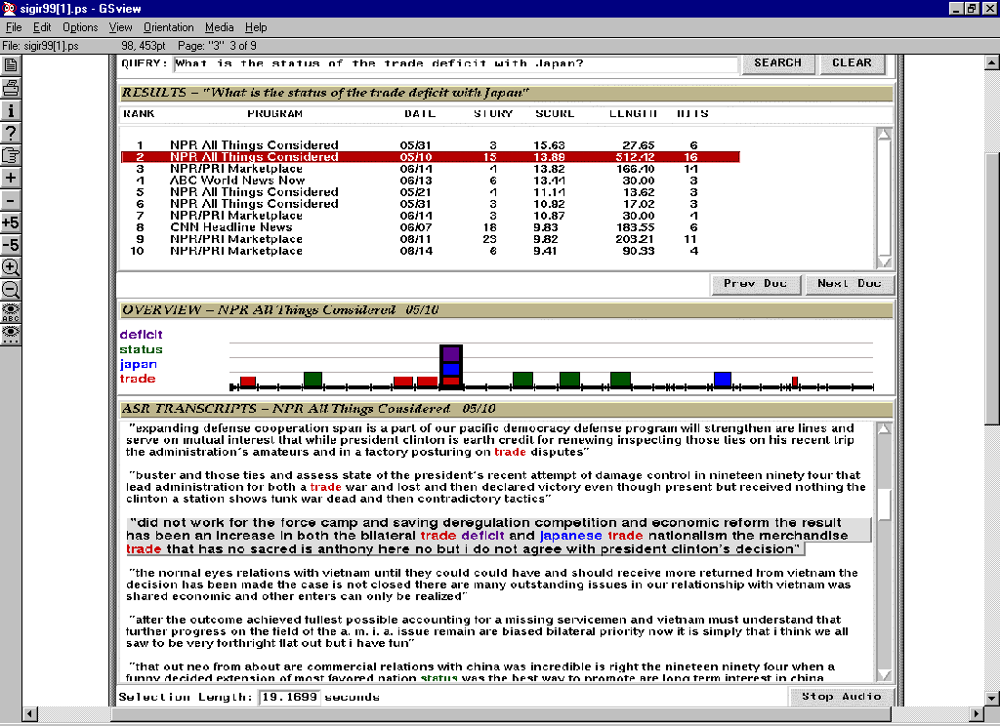 sigir99[1].ps - GSview
File Edit Options View Orientation Media Help
File: sigir99[1].ps 98, 453pt Page: "3" 3 of 9
QUERY: What is the status of the trade deficit with Japan? SEARCH CLEAR
RESULTS – "What is the status of the trade deficit with Japan"
RANK PROGRAM DATE STORY SCORE LENGTH HITS
1 NPR All Things Considered 05/31 3 15.63 27.65 6
2 NPR All Things Considered 05/10 15 13.88 512.42 16
3 NPR/PRI Marketplace 06/14 4 13.82 166.40 14
4 ABC World News Now 06/13 6 13.44 30.00 3
5 NPR All Things Considered 05/21 4 11.14 13.62 3
6 NPR All Things Considered 05/31 3 10.92 17.02 3
7 NPR/PRI Marketplace 06/14 3 10.87 30.00 4
8 CNN Headline News 06/07 18 9.83 183.55 6
9 NPR/PRI Marketplace 06/11 23 9.82 203.21 11
10 NPR/PRI Marketplace 06/14 6 9.41 90.33 4
Prev Doc Next Doc
OVERVIEW – NPR All Things Considered 05/10
deficit
status
japan
trade
ASR TRANSCRIPTS – NPR All Things Considered 05/10
"expanding defense cooperation span is a part of our pacific democracy defense program will strengthen are lines and
serve on mutual interest that while president clinton is earth credit for renewing inspecting those ties on his recent trip
the administration's amateurs and in a factory posturing on trade disputes"
"buster and those ties and assess state of the president's recent attempt of damage control in nineteen ninety four that
lead administration for both a trade war and lost and then declared victory even though present but received nothing the
clinton a station shows funk war dead and then contradictory tactics"
"did not work for the force camp and saving deregulation competition and economic reform the result
has been an increase in both the bilateral trade deficit and japanese trade nationalism the merchandise
trade that has no sacred is anthony here no but i do not agree with president clinton's decision"
"the normal eyes relations with vietnam until they could could have and should receive more returned from vietnam the
decision has been made the case is not closed there are many outstanding issues in our relationship with vietnam was
shared economic and other enters can only be realized"
"after the outcome achieved fullest possible accounting for a missing servicemen and vietnam must understand that
further progress on the field of the a. m. i. a. issue remain are biased bilateral priority now it is simply that i think we all
saw to be very forthright flat out but i have fun"
"that out neo from about are commercial relations with china was incredible is right the nineteen ninety four when a
funny decided extension of most favored nation status was the best way to promote are long term interest in china
Selection Length: 19.1699 seconds Stop Audio